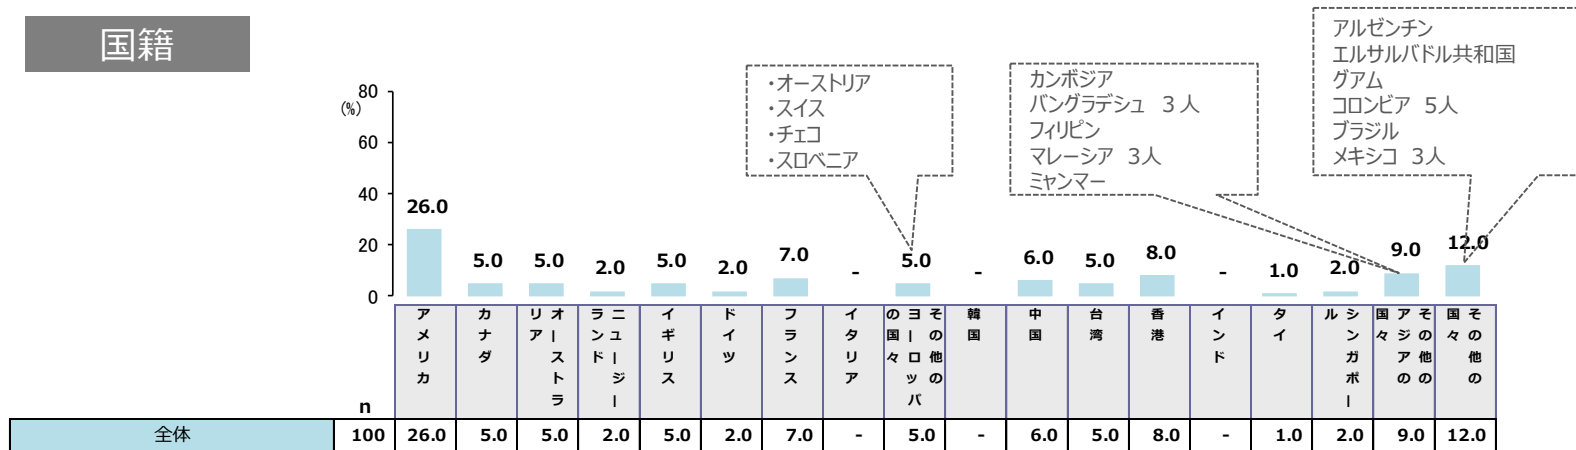 国籍
・オーストリア
・スイス
・チェコ
・スロベニア
カンボジア
バングラデシュ 3人
フィリピン
マレーシア 3人
ミャンマー
アルゼンチン
エルサルバドル共和国
グアム
コロンビア 5人
ブラジル
メキシコ 3人
(%)
80
60
40
20
0
26.0
5.0
5.0
2.0
5.0
2.0
7.0
-
5.0
-
6.0
5.0
8.0
-
1.0
2.0
9.0
12.0
アメリカ
カナダ
オーストラ
リア
ニュージー
ランド
イギリス
ドイツ
フランス
イタリア
その他の
ヨーロッパ
の国々
韓国
中国
台湾
香港
インド
タイ
シンガポー
ル
その他の
アジアの
国々
その他の
国々
n
全体 100 26.0 5.0 5.0 2.0 5.0 2.0 7.0 - 5.0 - 6.0 5.0 8.0 - 1.0 2.0 9.0 12.0